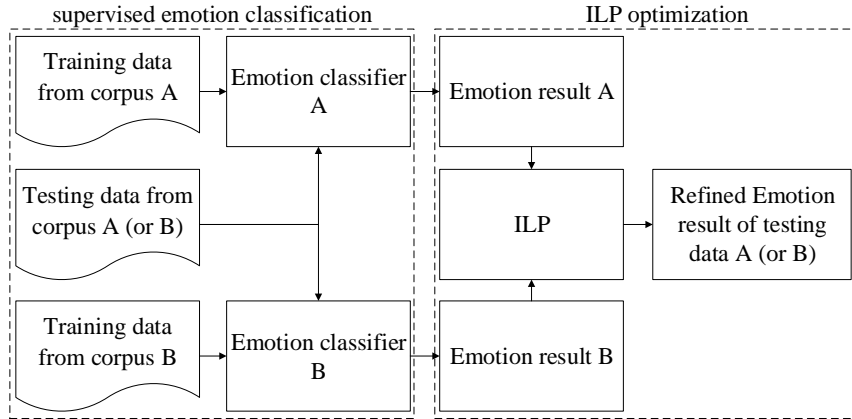 supervised emotion classification
ILP optimization
Training data
from corpus A
Emotion classifier
A
Emotion result A
Testing data from
corpus A (or B)
ILP
Refined Emotion
result of testing
data A (or B)
Training data
from corpus B
Emotion classifier
B
Emotion result B